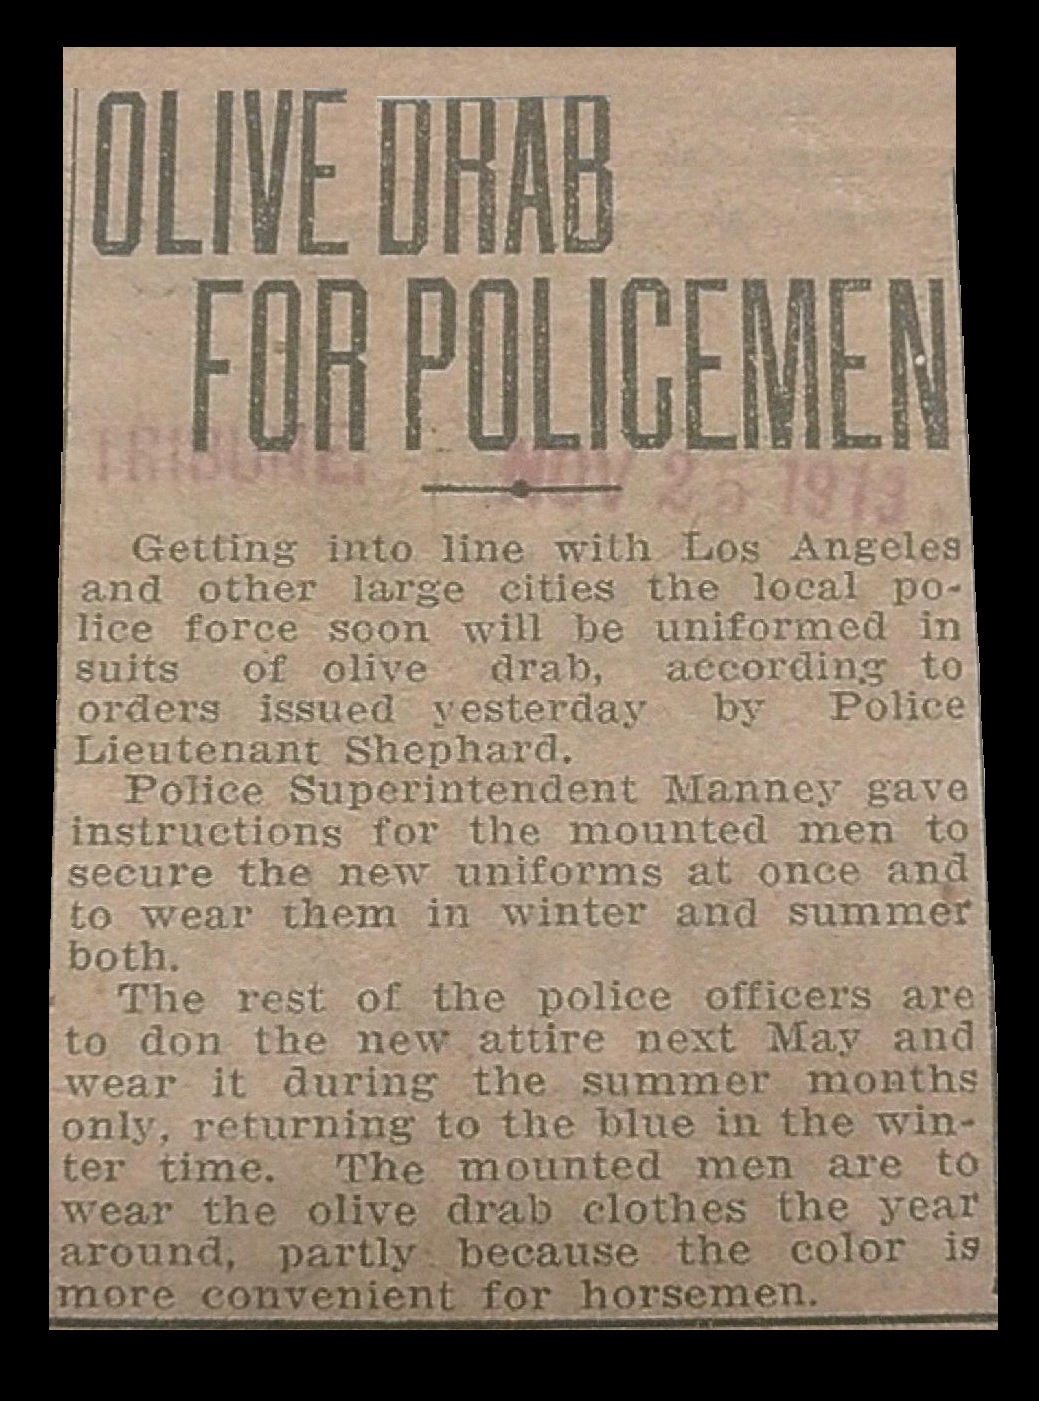 OLIVE DRAB
FOR POLICEMEN
TRIBUNE. NOV 25 1913
Getting into line with Los Angeles
and other large cities the local po-
lice force soon will be uniformed in
suits of olive drab, according to
orders issued yesterday by Police
Lieutenant Shephard.
Police Superintendent Manney gave
instructions for the mounted men to
secure the new uniforms at once and
to wear them in winter and summer
both.
The rest of the police officers are
to don the new attire next May and
wear it during the summer months
only, returning to the blue in the win-
ter time. The mounted men are to
wear the olive drab clothes the year
around, partly because the color is
more convenient for horsemen.